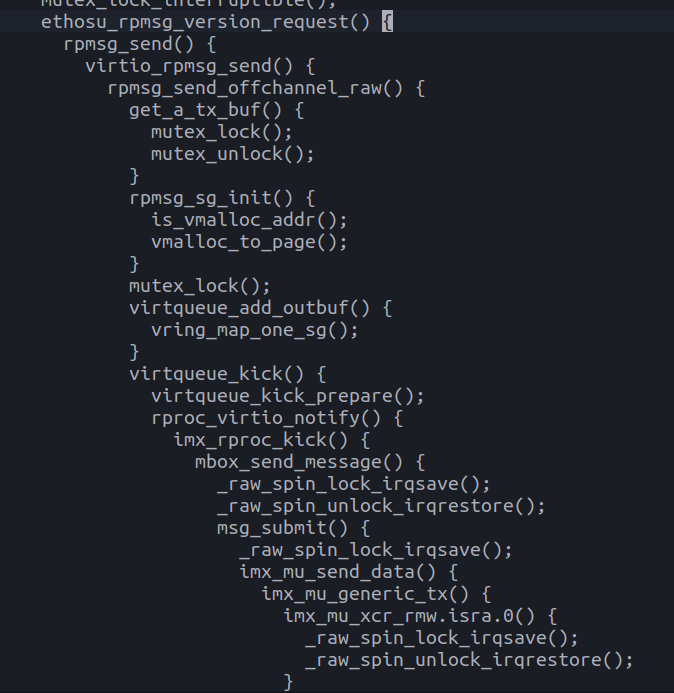 mutex_lock_interruptible();
ethosu_rpmsg_version_request() {
rpmsg_send() {
virtio_rpmsg_send() {
rpmsg_send_offchannel_raw() {
get_a_tx_buf() {
mutex_lock();
mutex_unlock();
}
rpmsg_sg_init() {
is_vmalloc_addr();
vmalloc_to_page();
}
mutex_lock();
virtqueue_add_outbuf() {
vring_map_one_sg();
}
virtqueue_kick() {
virtqueue_kick_prepare();
rproc_virtio_notify() {
imx_rproc_kick() {
mbox_send_message() {
_raw_spin_lock_irqsave();
_raw_spin_unlock_irqrestore();
msg_submit() {
_raw_spin_lock_irqsave();
imx_mu_send_data() {
imx_mu_generic_tx() {
imx_mu_xcr_rmw.isra.0() {
_raw_spin_lock_irqsave();
_raw_spin_unlock_irqrestore();
}